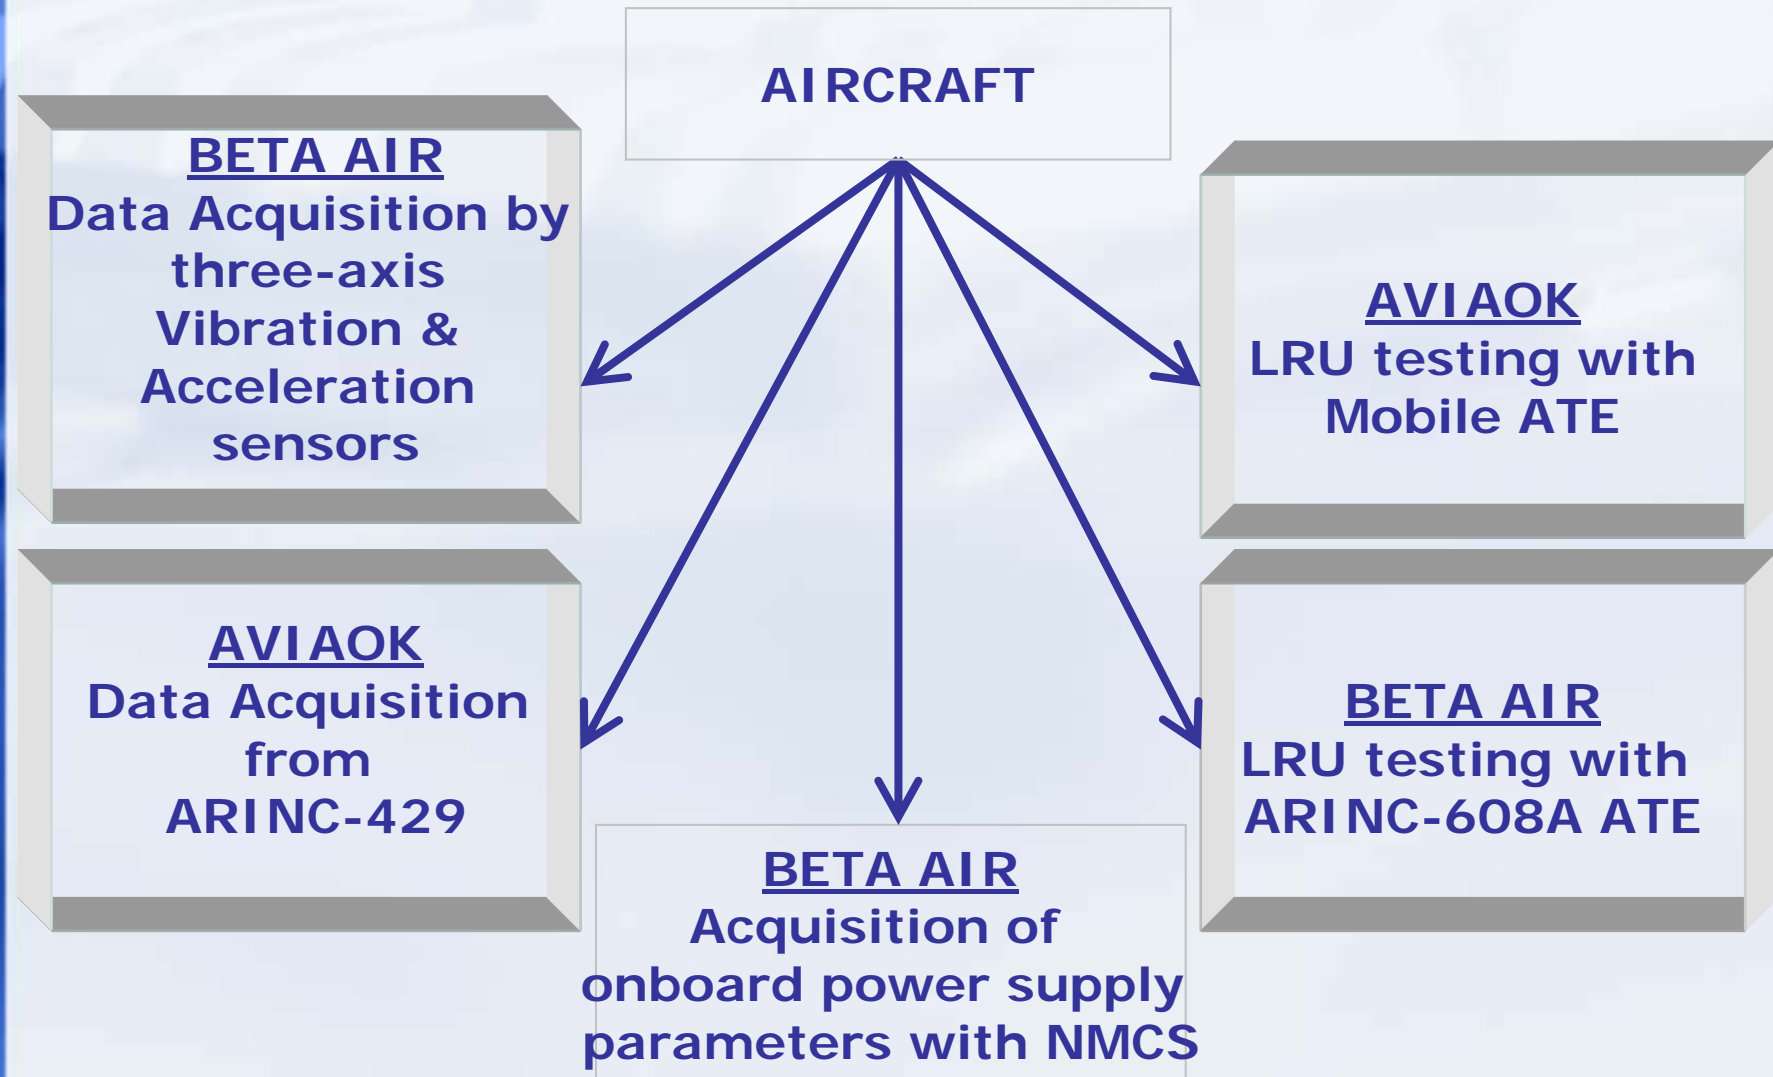 AIRCRAFT
BETA AIR
Data Acquisition by
three-axis
Vibration &
Acceleration
sensors
AVIAOK
LRU testing with
Mobile ATE
AVIAOK
Data Acquisition
from
ARINC-429
BETA AIR
LRU testing with
ARINC-608A ATE
BETA AIR
Acquisition of
onboard power supply
parameters with NMCS